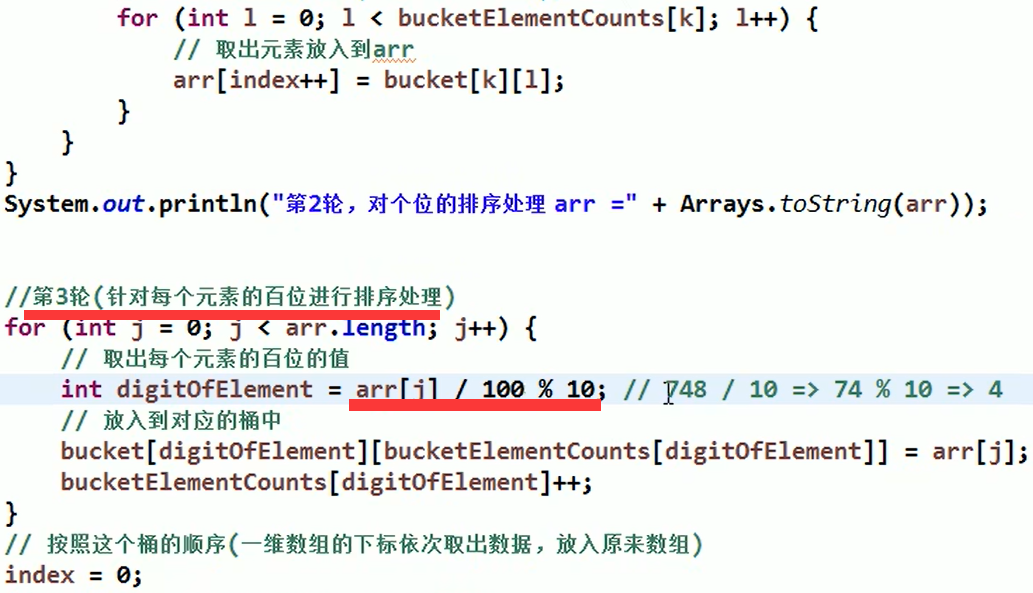 for (int l = 0; l < bucketElementCounts[k]; l++) {
// 取出元素放入到arr
arr[index++] = bucket[k][l];
}
}
}
System.out.println("第2轮，对个位的排序处理 arr =" + Arrays.toString(arr));
//第3轮(针对每个元素的百位进行排序处理)
for (int j = 0; j < arr.length; j++) {
// 取出每个元素的百位的值
int digitOfElement = arr[j] / 100 % 10; // 748 / 10 => 74 % 10 => 4
// 放入到对应的桶中
bucket[digitOfElement][bucketElementCounts[digitOfElement]] = arr[j];
bucketElementCounts[digitOfElement]++;
}
// 按照这个桶的顺序(一维数组的下标依次取出数据，放入原来数组)
index = 0;